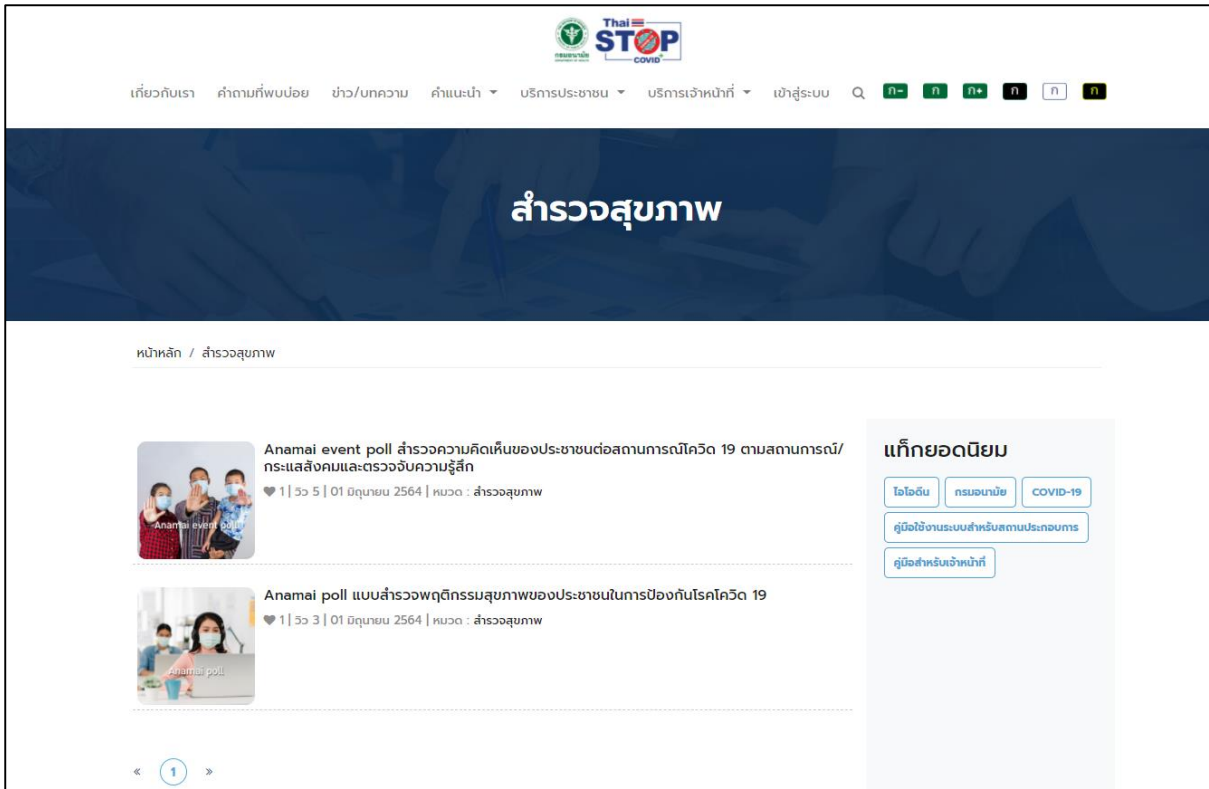 Thai
STOP
COVID
กรมอนามัย
DEPARTMENT OF HEALTH
เกี่ยวกับเรา คำถามที่พบบ่อย ข่าว/บทความ คำแนะนำ บริการประชาชน บริการเจ้าหน้าที่ เข้าสู่ระบบ ก- ก ก+ ก ก ก
สำรวจสุขภาพ
หน้าหลัก / สำรวจสุขภาพ
Anamai event poll สำรวจความคิดเห็นของประชาชนต่อสถานการณ์โควิด 19 ตามสถานการณ์/
กระแสสังคมและตรวจจับความรู้สึก
1 | วิว 5 | 01 มิถุนายน 2564 | หมวด : สำรวจสุขภาพ
Anamai event poll
Anamai poll แบบสำรวจพฤติกรรมสุขภาพของประชาชนในการป้องกันโรคโควิด 19
1 | วิว 3 | 01 มิถุนายน 2564 | หมวด : สำรวจสุขภาพ
Anamai poll
« 1 »
แท็กยอดนิยม
ไอโอดีน กรมอนามัย COVID-19
คู่มือใช้งานระบบสำหรับสถานประกอบการ
คู่มือสำหรับเจ้าหน้าที่